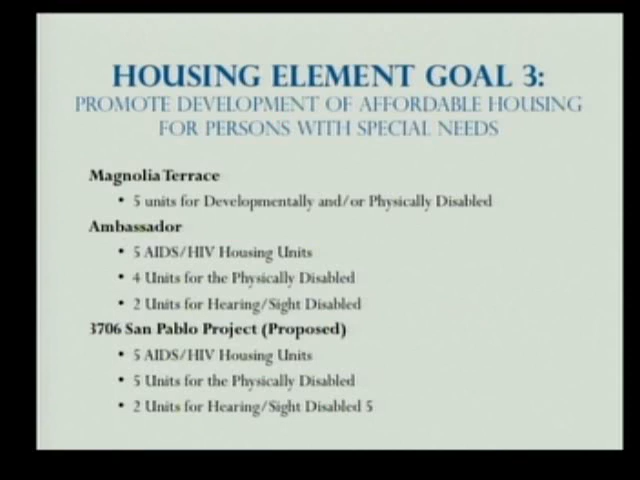 HOUSING ELEMENT GOAL 3:
PROMOTE DEVELOPMENT OF AFFORDABLE HOUSING
FOR PERSONS WITH SPECIAL NEEDS
Magnolia Terrace
• 5 units for Developmentally and/or Physically Disabled
Ambassador
• 5 AIDS/HIV Housing Units
• 4 Units for the Physically Disabled
• 2 Units for Hearing/Sight Disabled
3706 San Pablo Project (Proposed)
• 5 AIDS/HIV Housing Units
• 5 Units for the Physically Disabled
• 2 Units for Hearing/Sight Disabled 5